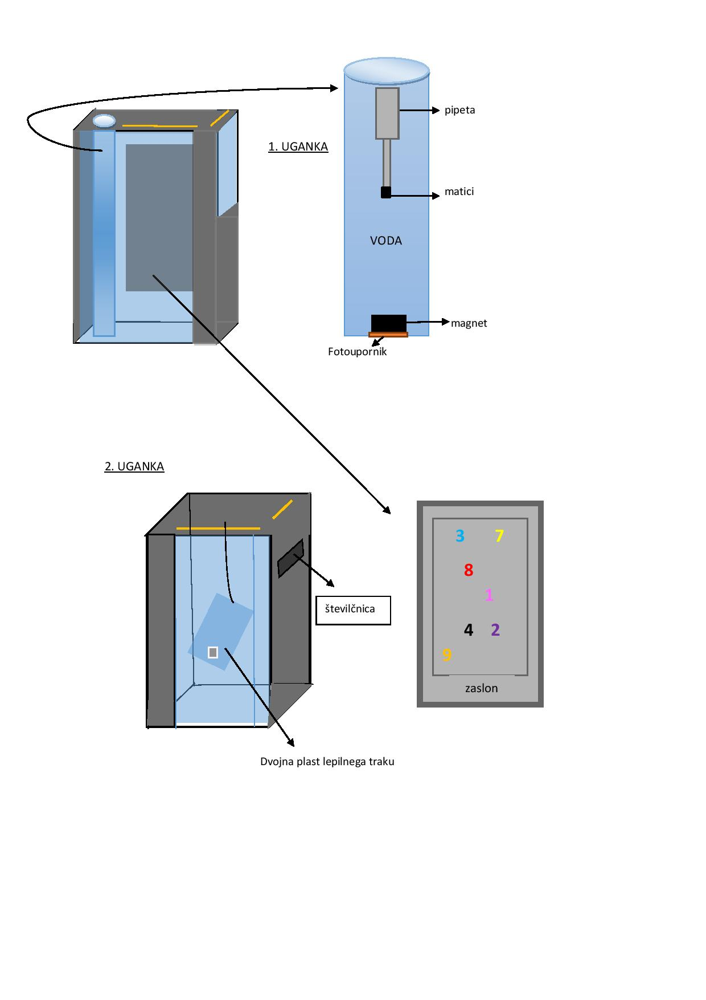 pipeta
1. UGANKA
matici
VODA
magnet
Fotoupornik
2. UGANKA
3 7
8
1
številčnica
4 2
9
zaslon
Dvojna plast lepilnega traku